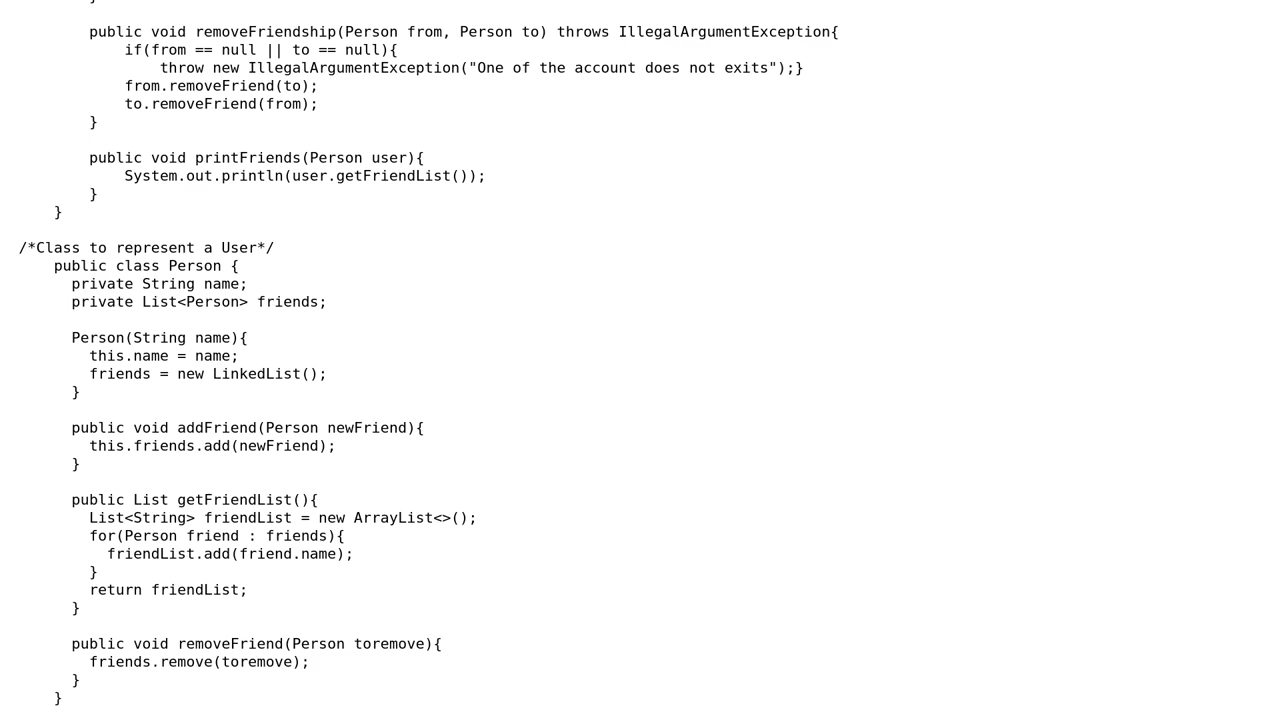 }
public void removeFriendship(Person from, Person to) throws IllegalArgumentException{
if(from == null || to == null){
throw new IllegalArgumentException("One of the account does not exits");}
from.removeFriend(to);
to.removeFriend(from);
}
public void printFriends(Person user){
System.out.println(user.getFriendList());
}
}
/*Class to represent a User*/
public class Person {
private String name;
private List<Person> friends;
Person(String name){
this.name = name;
friends = new LinkedList();
}
public void addFriend(Person newFriend){
this.friends.add(newFriend);
}
public List getFriendList(){
List<String> friendList = new ArrayList<>();
for(Person friend : friends){
friendList.add(friend.name);
}
return friendList;
}
public void removeFriend(Person toremove){
friends.remove(toremove);
}
}